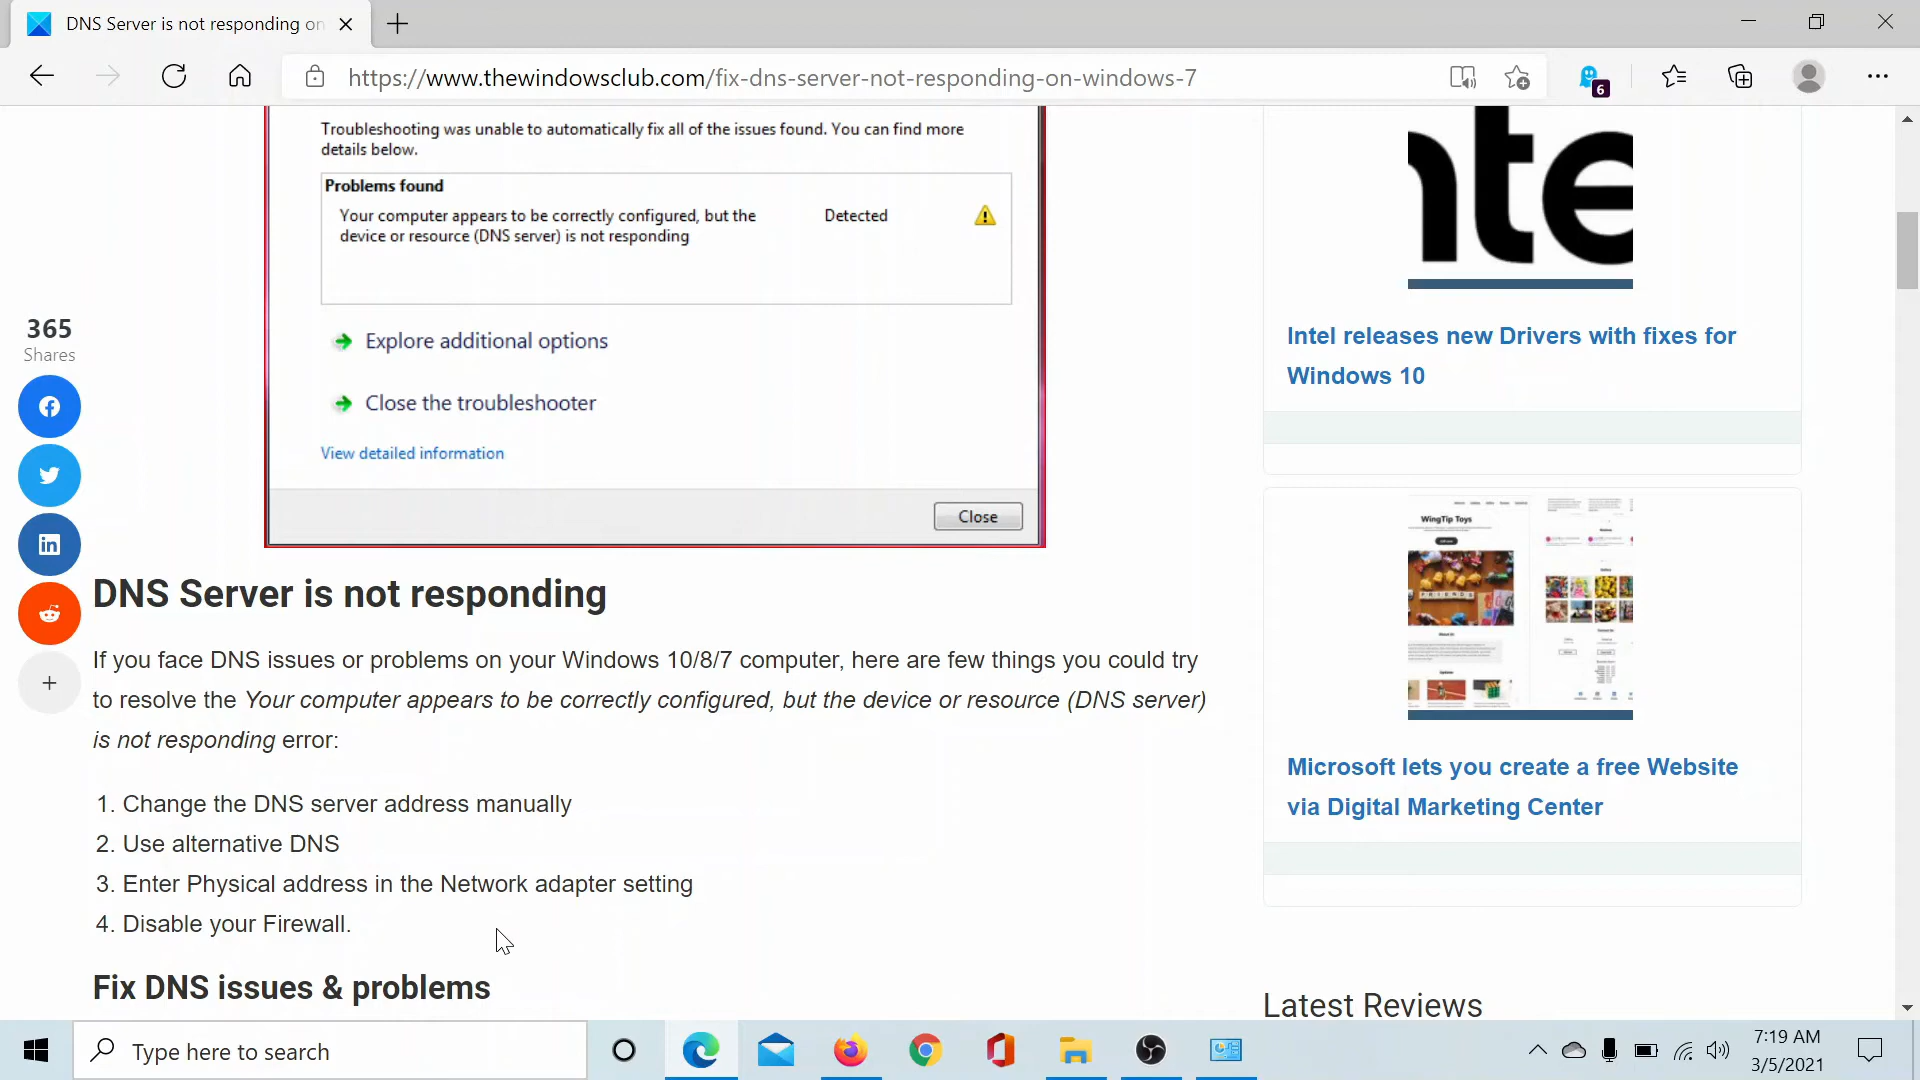 DNS Server is not responding on
https://www.thewindowsclub.com/fix-dns-server-not-responding-on-windows-7
6
Troubleshooting was unable to automatically fix all of the issues found. You can find more
details below.
Problems found
Your computer appears to be correctly configured, but the
device or resource (DNS server) is not responding
Detected
Explore additional options
Close the troubleshooter
View detailed information
Close
365
Shares
DNS Server is not responding
If you face DNS issues or problems on your Windows 10/8/7 computer, here are few things you could try
to resolve the Your computer appears to be correctly configured, but the device or resource (DNS server)
is not responding error:
1. Change the DNS server address manually
2. Use alternative DNS
3. Enter Physical address in the Network adapter setting
4. Disable your Firewall.
Fix DNS issues & problems
nte
Intel releases new Drivers with fixes for
Windows 10
WingTip Toys
FRIENDS
Microsoft lets you create a free Website
via Digital Marketing Center
Latest Reviews
Type here to search
7:19 AM
3/5/2021